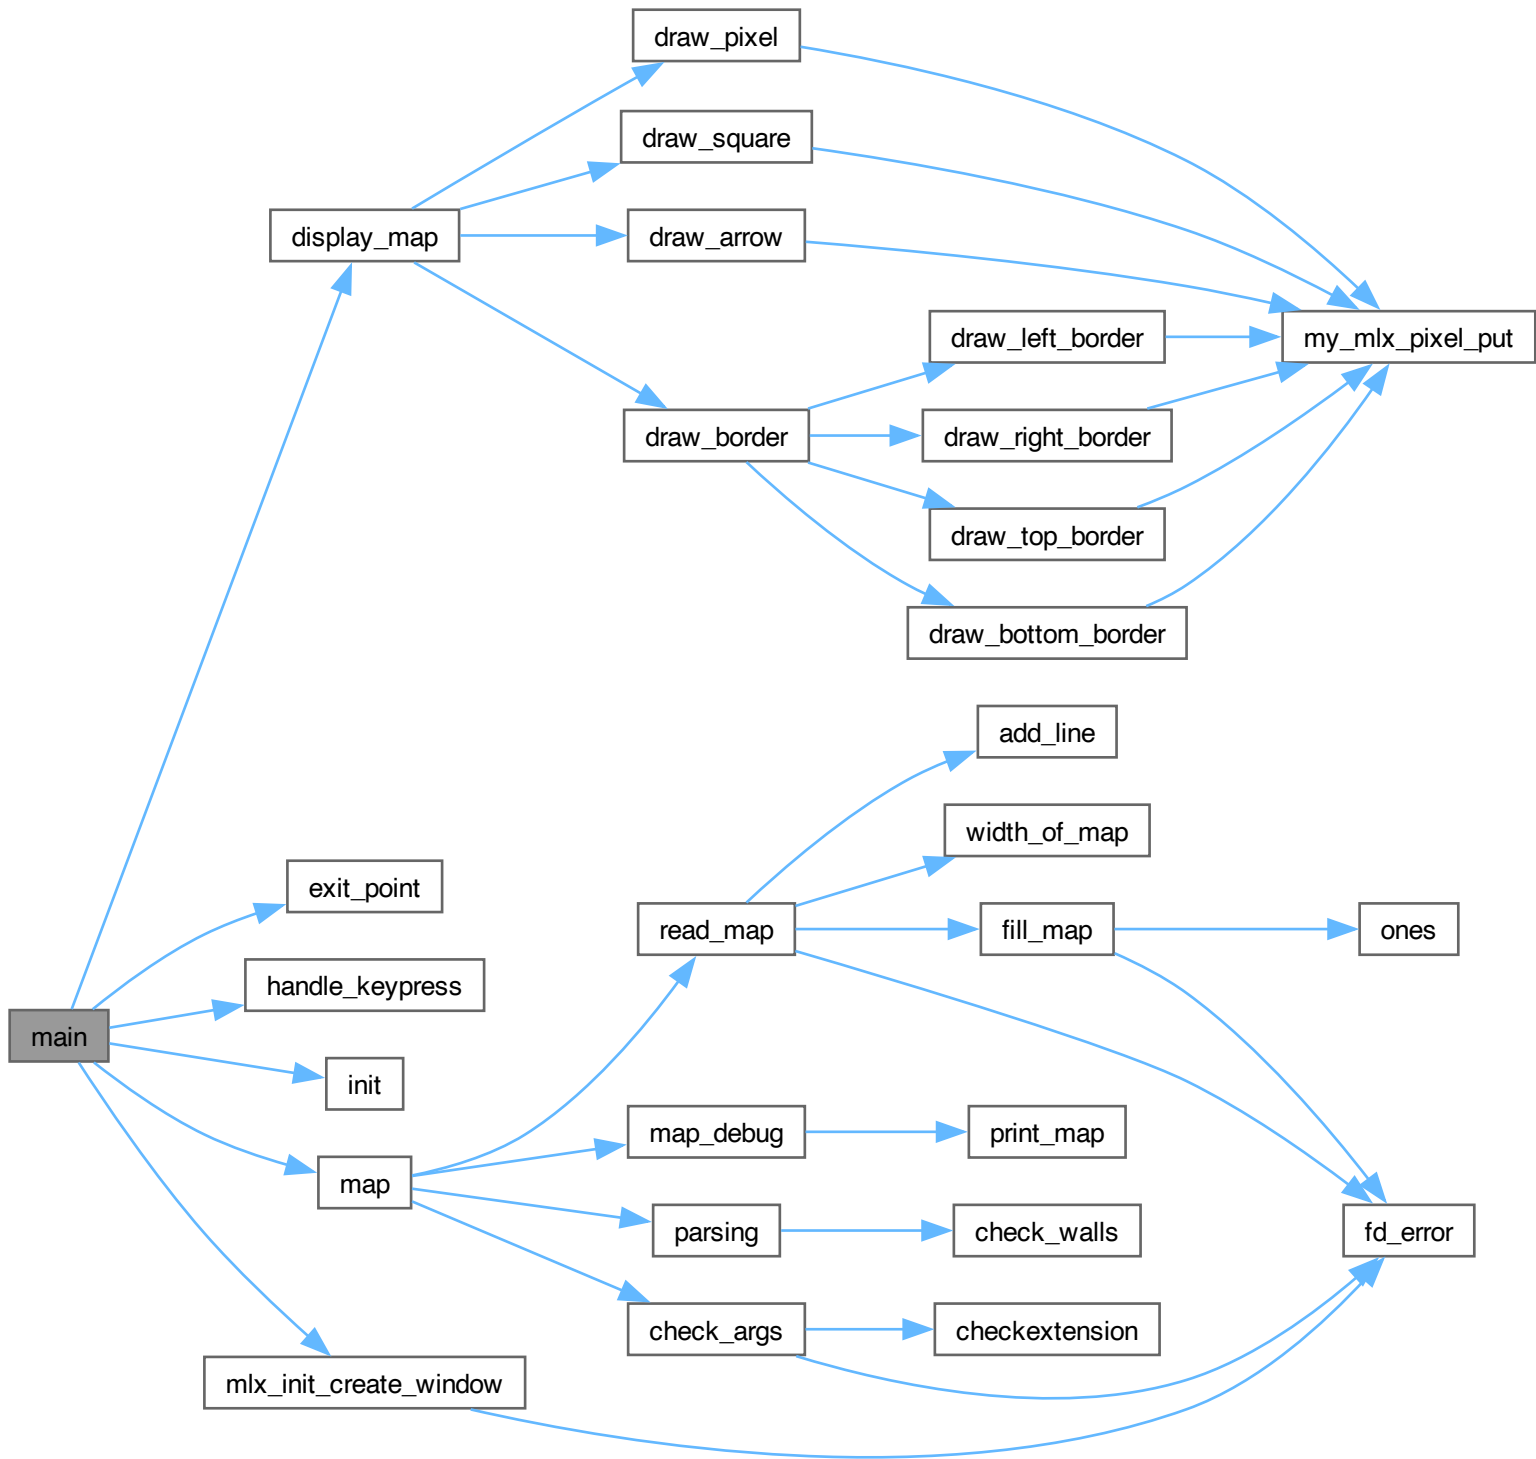 draw_pixel
draw_square
display_map
draw_arrow
draw_left_border
my_mlx_pixel_put
draw_border
draw_right_border
draw_top_border
draw_bottom_border
add_line
width_of_map
exit_point
read_map
fill_map
ones
handle_keypress
main
init
map_debug
print_map
map
parsing
check_walls
fd_error
check_args
checkextension
mlx_init_create_window